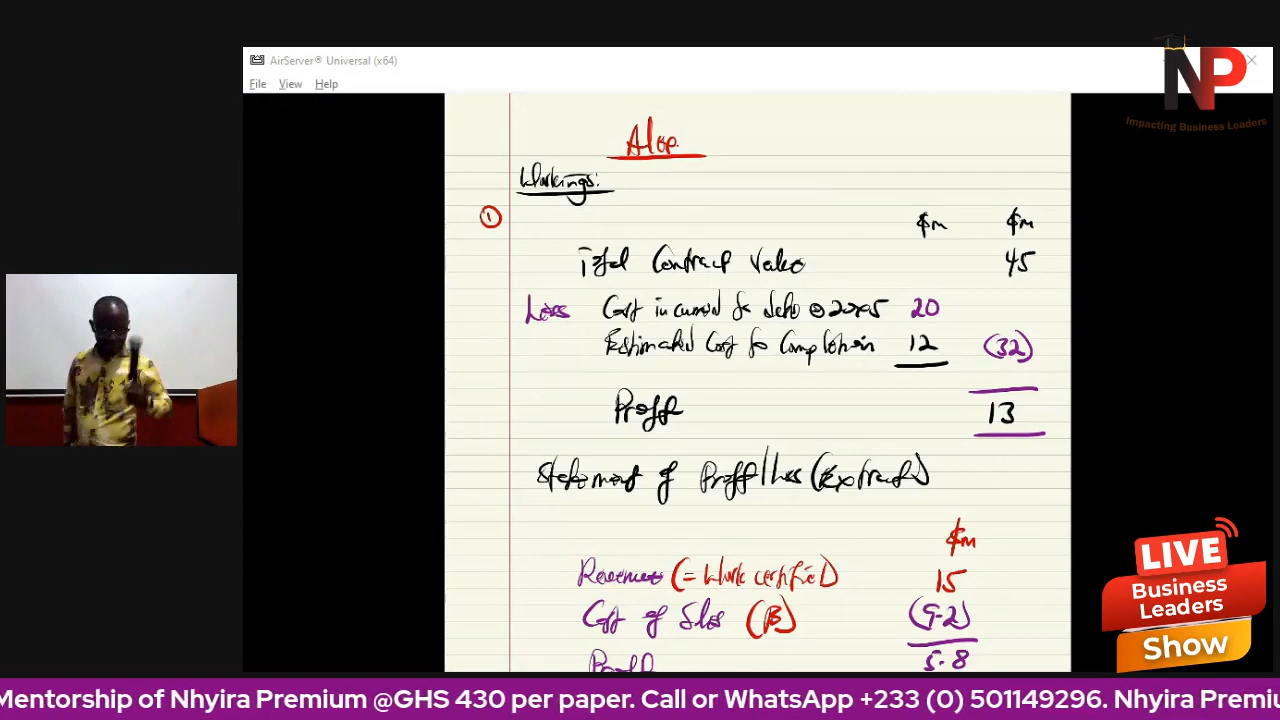 AirServer® Universal (x64)
File View Help
NP
Impacting Business Leaders
Alop.
Workings:
1
$m $m
Total Contract Value 45
Less Cost incurred to date 20
Estimated Cost to Completion 12 (32)
Profit 13
Statement of Profit/Loss (Extract)
$m
Revenue (= Work certified) 15
Cost of Sales (B) (9.2)
Profit 5.8
LIVE
Business
Leaders
Show
Mentorship of Nhyira Premium @GHS 430 per paper. Call or WhatsApp +233 (0) 501149296. Nhyira Premiu